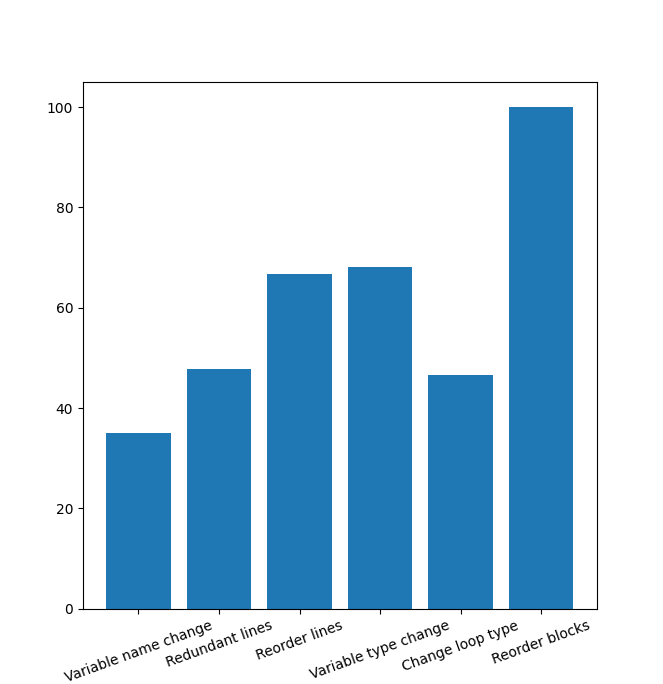 100
80
60
40
20
0
Variable name change
Redundant lines
Reorder lines
Variable type change
Change loop type
Reorder blocks